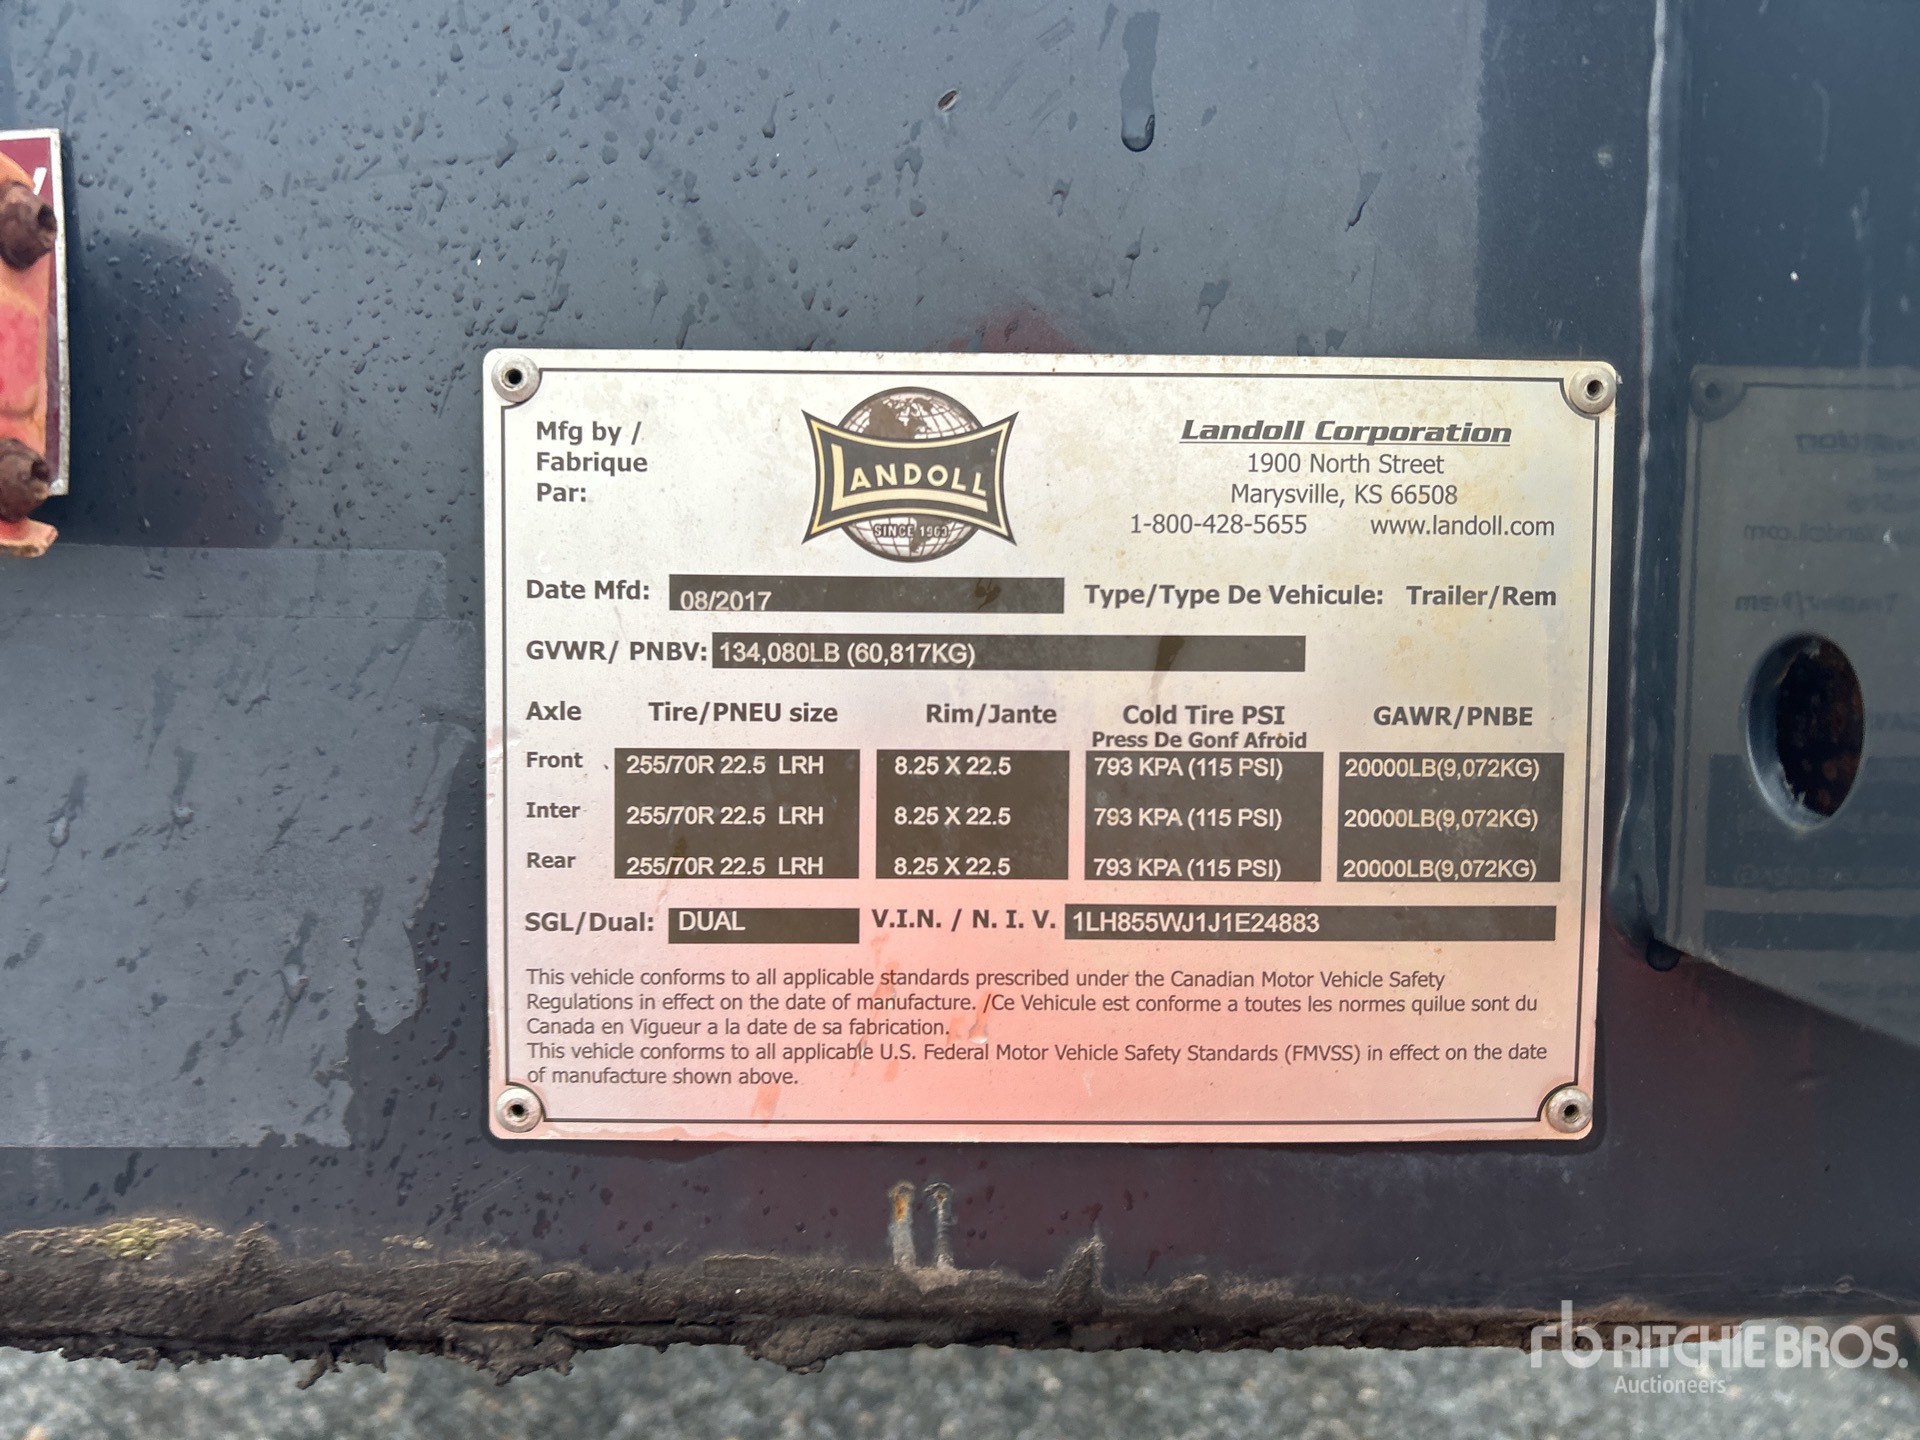 Mfg by /
Fabrique
Par:
LANDOLL
SINCE 1963
Landoll Corporation
1900 North Street
Marysville, KS 66508
1-800-428-5655 www.landoll.com
Date Mfd: 08/2017 Type/Type De Vehicule: Trailer/Rem
GVWR/ PNBV: 134,080LB (60,817KG)
Axle Tire/PNEU size Rim/Jante Cold Tire PSI GAWR/PNBE
Press De Gonf Afroid
Front 255/70R 22.5 LRH 8.25 X 22.5 793 KPA (115 PSI) 20000LB(9,072KG)
Inter 255/70R 22.5 LRH 8.25 X 22.5 793 KPA (115 PSI) 20000LB(9,072KG)
Rear 255/70R 22.5 LRH 8.25 X 22.5 793 KPA (115 PSI) 20000LB(9,072KG)
SGL/Dual: DUAL V.I.N. / N. I. V. 1LH855WJ1J1E24883
This vehicle conforms to all applicable standards prescribed under the Canadian Motor Vehicle Safety
Regulations in effect on the date of manufacture. /Ce Vehicule est conforme a toutes les normes quilue sont du
Canada en Vigueur a la date de sa fabrication.
This vehicle conforms to all applicable U.S. Federal Motor Vehicle Safety Standards (FMVSS) in effect on the date
of manufacture shown above.
rb RITCHIE BROS.
Auctioneers